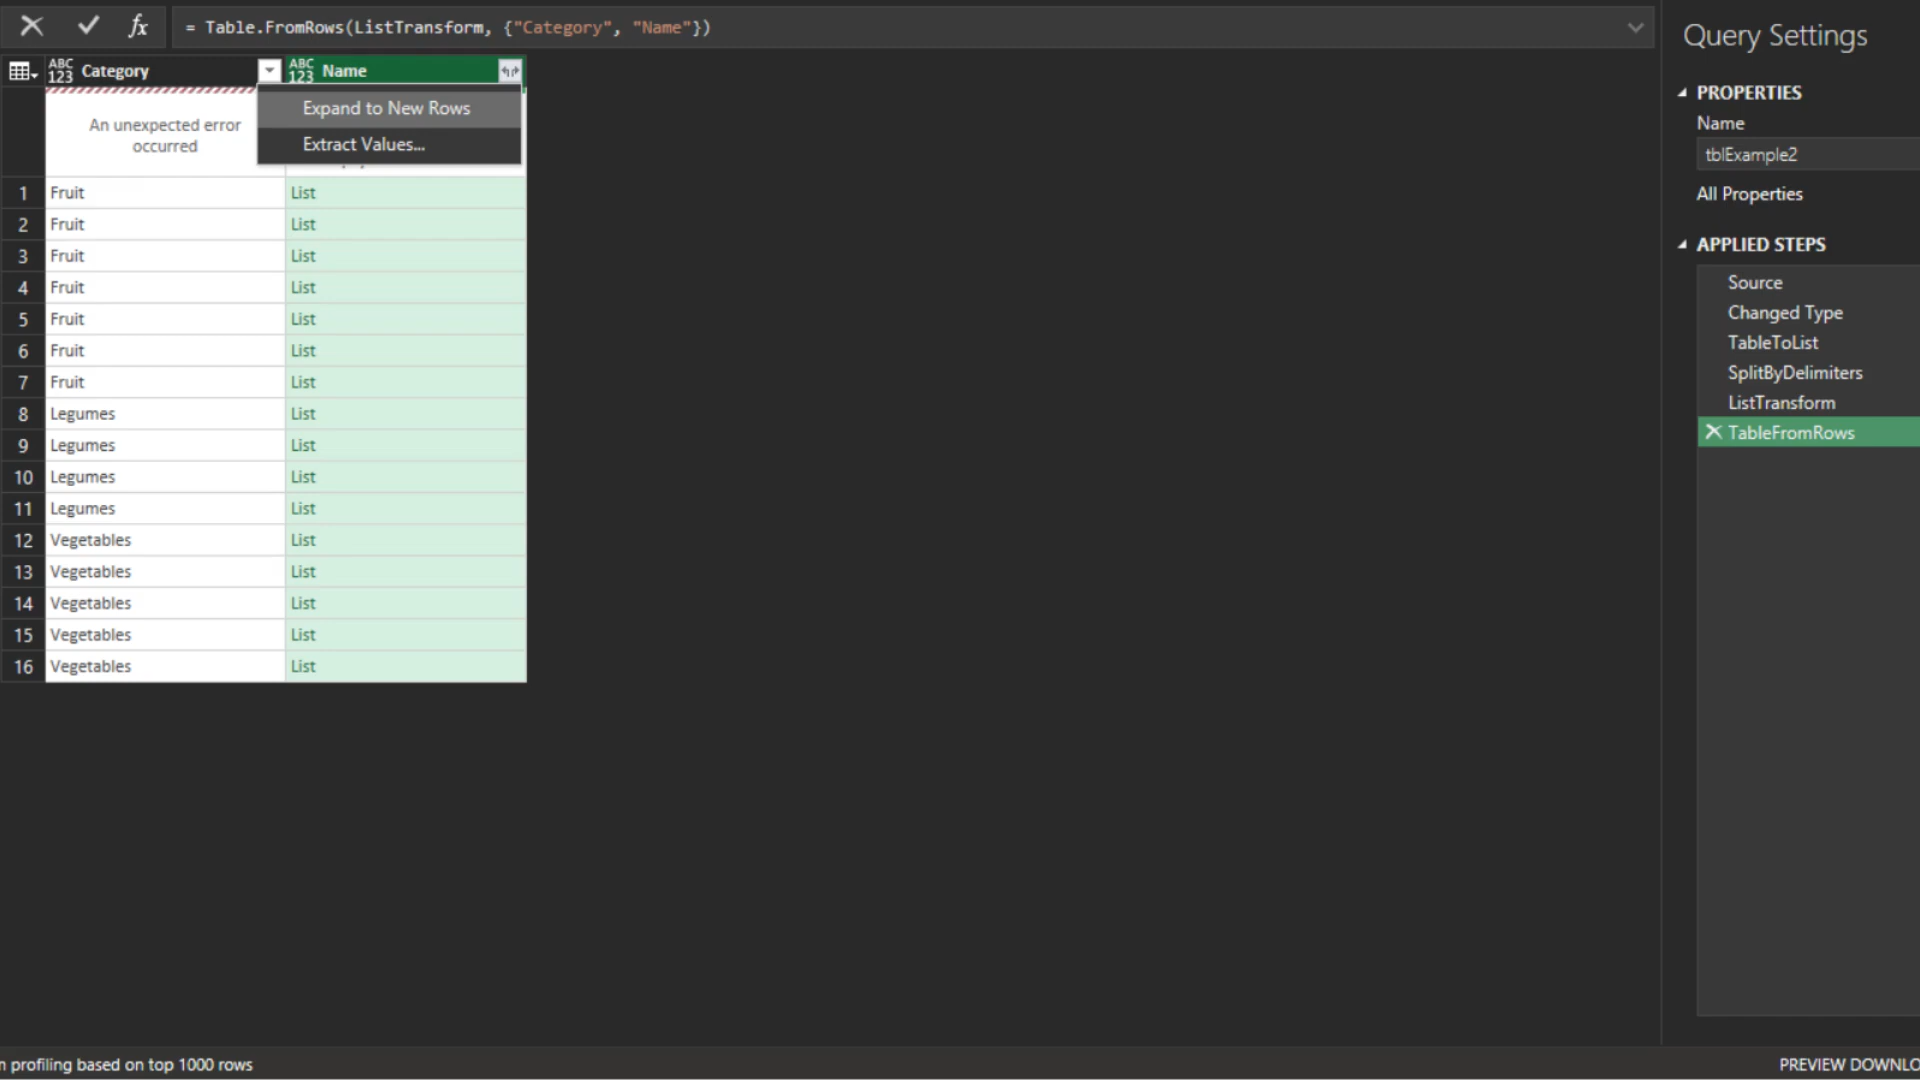 fx = Table.FromRows(ListTransform, {"Category", "Name"})
ABC 123 Category ABC 123 Name
Expand to New Rows
Extract Values...
An unexpected error
occurred
1 Fruit List
2 Fruit List
3 Fruit List
4 Fruit List
5 Fruit List
6 Fruit List
7 Fruit List
8 Legumes List
9 Legumes List
10 Legumes List
11 Legumes List
12 Vegetables List
13 Vegetables List
14 Vegetables List
15 Vegetables List
16 Vegetables List
Query Settings
PROPERTIES
Name
tblExample2
All Properties
APPLIED STEPS
Source
Changed Type
TableToList
SplitByDelimiters
ListTransform
TableFromRows
n profiling based on top 1000 rows
PREVIEW DOWNLO